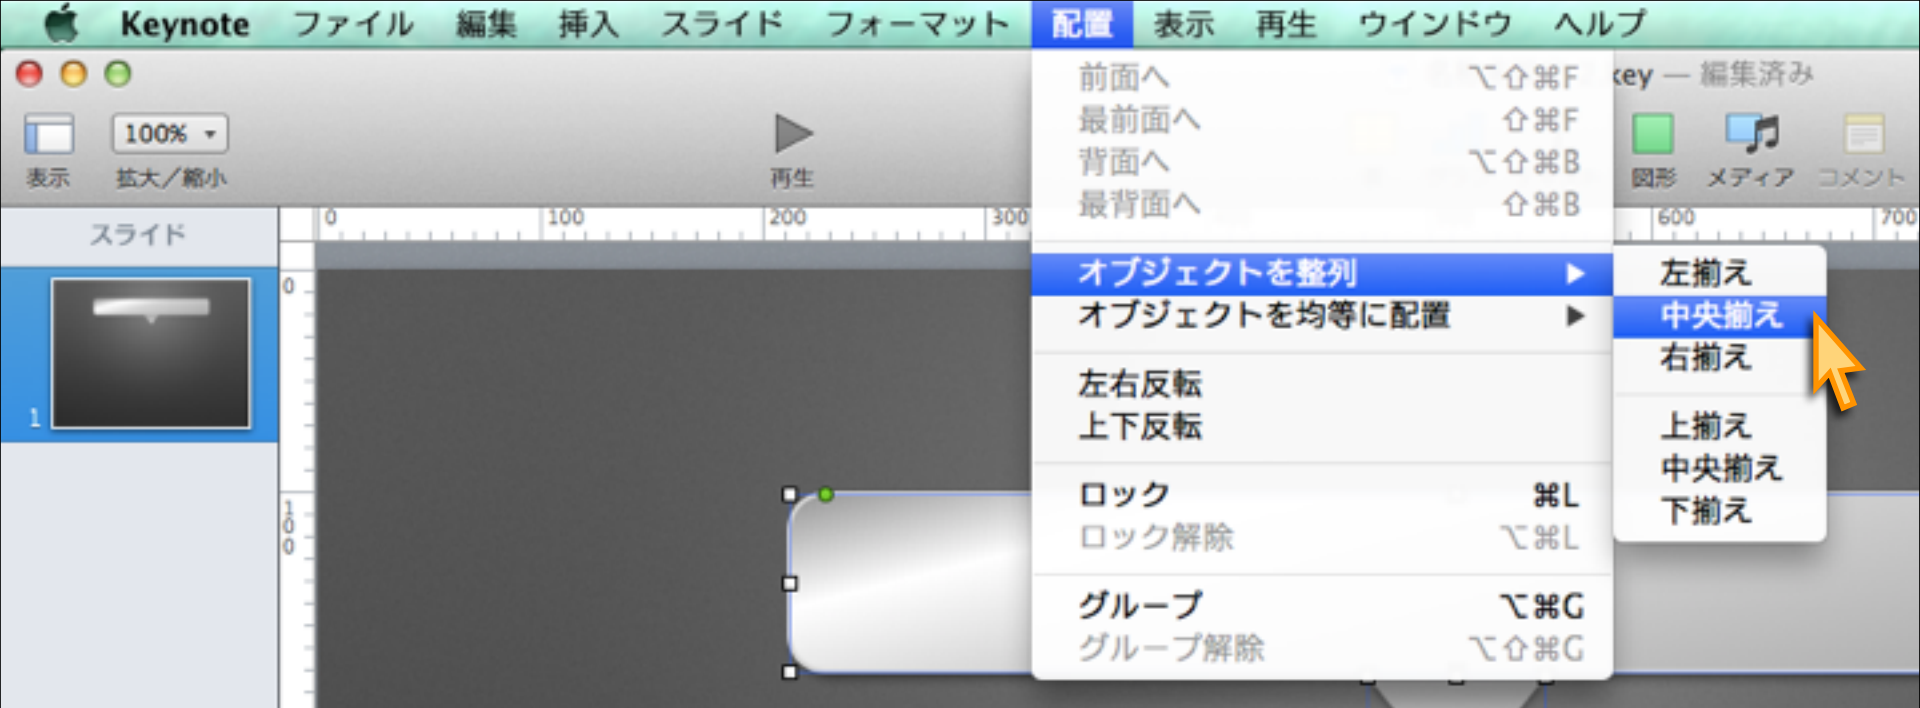 Keynote ファイル 編集 挿入 スライド フォーマット 配置 表示 再生 ウインドウ ヘルプ
key — 編集済み
100%
表示 拡大／縮小 再生 図形 メディア コメント
前面へ ⌥⇧⌘F
最前面へ ⇧⌘F
背面へ ⌥⇧⌘B
最背面へ ⇧⌘B
オブジェクトを整列 ▶
オブジェクトを均等に配置 ▶
左右反転
上下反転
ロック ⌘L
ロック解除 ⌥⌘L
グループ ⌥⌘G
グループ解除 ⌥⇧⌘G
左揃え
中央揃え
右揃え
上揃え
中央揃え
下揃え
スライド
1
0 100 200 300 600 700
0
100